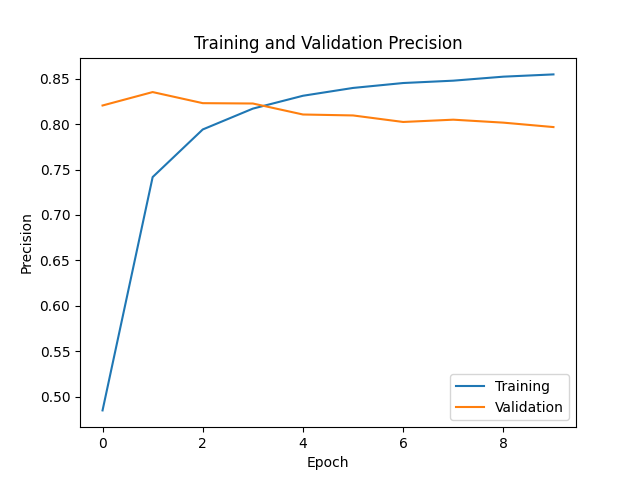 Training and Validation Precision
0.85
0.80
0.75
0.70
0.65
0.60
0.55
0.50
Precision
0 2 4 6 8
Epoch
Training
Validation